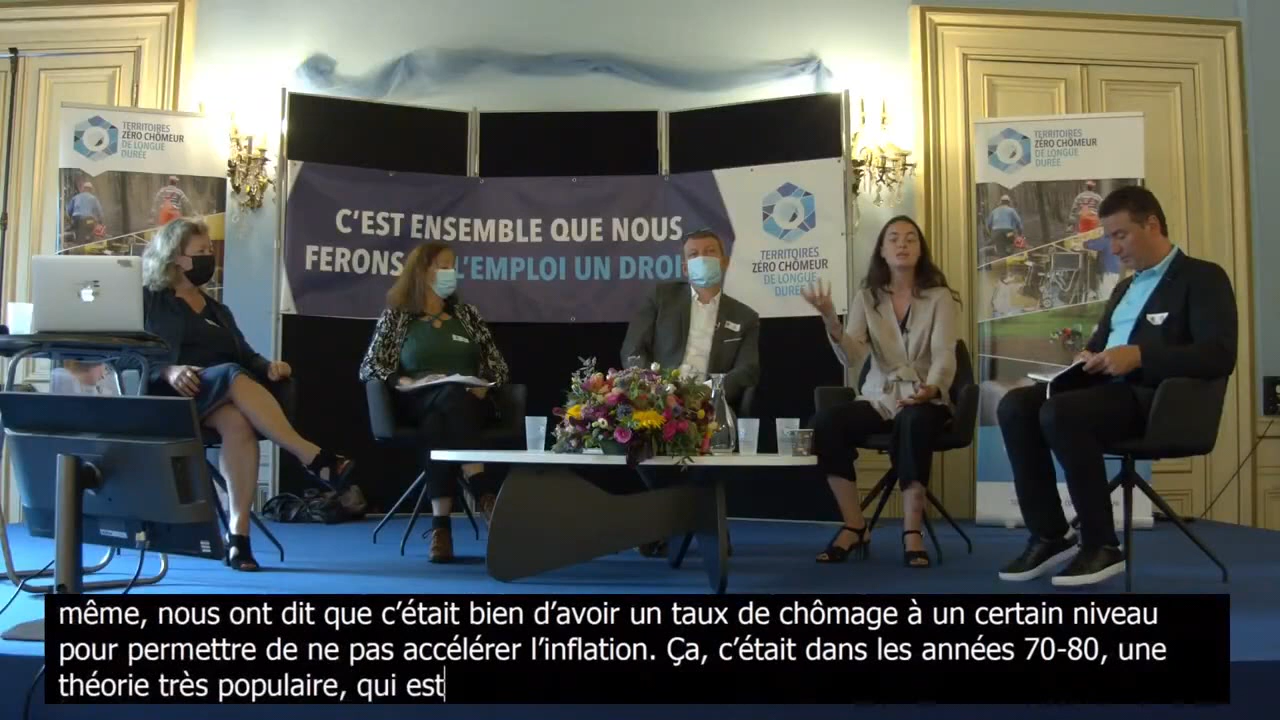 TERRITOIRES
ZÉRO CHÔMEUR
DE LONGUE
DURÉE
C'EST ENSEMBLE QUE NOUS
FERONS L'EMPLOI UN DROI
TERRITOIRES
ZÉRO CHÔMEUR
DE LONGUE
DURÉE
TERRITOIRES
ZÉRO CHÔMEUR
DE LONGUE
DURÉE
même, nous ont dit que c’était bien d’avoir un taux de chômage à un certain niveau
pour permettre de ne pas accélérer l’inflation. Ça, c’était dans les années 70-80, une
théorie très populaire, qui est